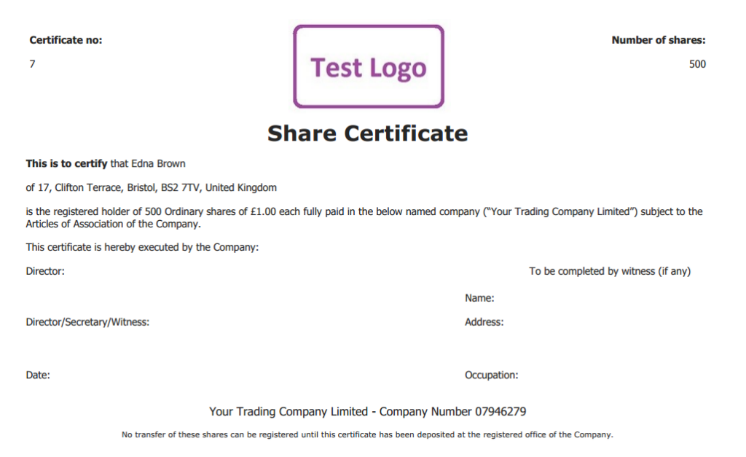 Certificate no:
Number of shares:
7
500
Test Logo
Share Certificate
This is to certify that Edna Brown
of 17, Clifton Terrace, Bristol, BS2 7TV, United Kingdom
is the registered holder of 500 Ordinary shares of £1.00 each fully paid in the below named company ("Your Trading Company Limited") subject to the
Articles of Association of the Company.
This certificate is hereby executed by the Company:
Director:
To be completed by witness (if any)
Name:
Director/Secretary/Witness:
Address:
Date:
Occupation:
Your Trading Company Limited - Company Number 07946279
No transfer of these shares can be registered until this certificate has been deposited at the registered office of the Company.